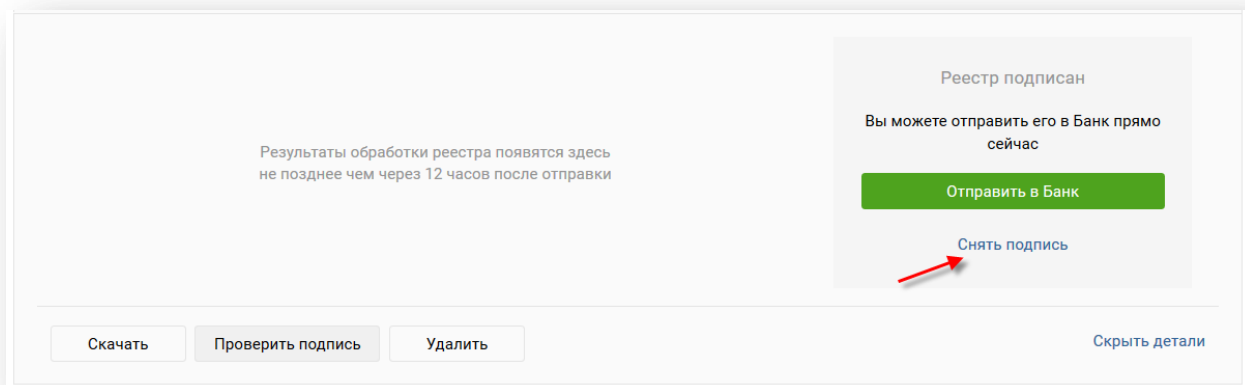 Реестр подписан
Вы можете отправить его в Банк прямо
сейчас
Результаты обработки реестра появятся здесь
не позднее чем через 12 часов после отправки
Отправить в Банк
Снять подпись
Скачать
Проверить подпись
Удалить
Скрыть детали